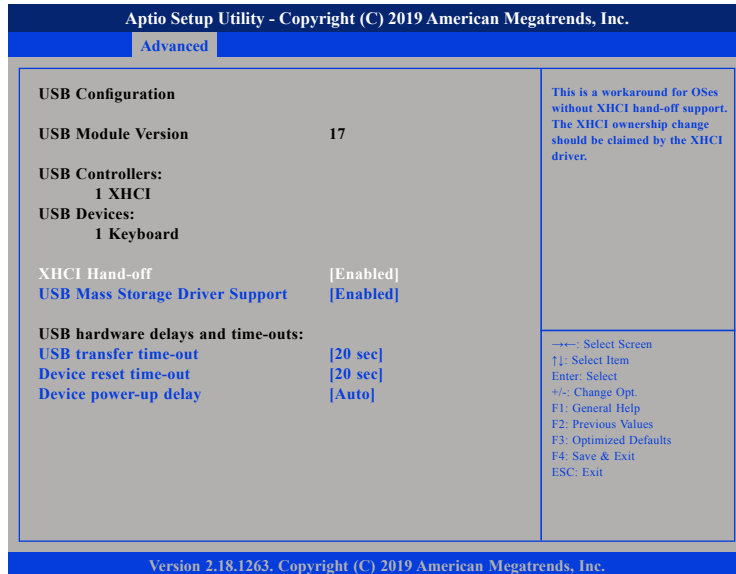 Aptio Setup Utility - Copyright (C) 2019 American Megatrends, Inc.
Advanced
USB Configuration
USB Module Version 17
USB Controllers:
1 XHCI
USB Devices:
1 Keyboard
XHCI Hand-off [Enabled]
USB Mass Storage Driver Support [Enabled]
USB hardware delays and time-outs:
USB transfer time-out [20 sec]
Device reset time-out [20 sec]
Device power-up delay [Auto]
This is a workaround for OSes
without XHCI hand-off support.
The XHCI ownership change
should be claimed by the XHCI
driver.
→←: Select Screen
↑↓: Select Item
Enter: Select
+/-: Change Opt.
F1: General Help
F2: Previous Values
F3: Optimized Defaults
F4: Save & Exit
ESC: Exit
Version 2.18.1263. Copyright (C) 2019 American Megatrends, Inc.